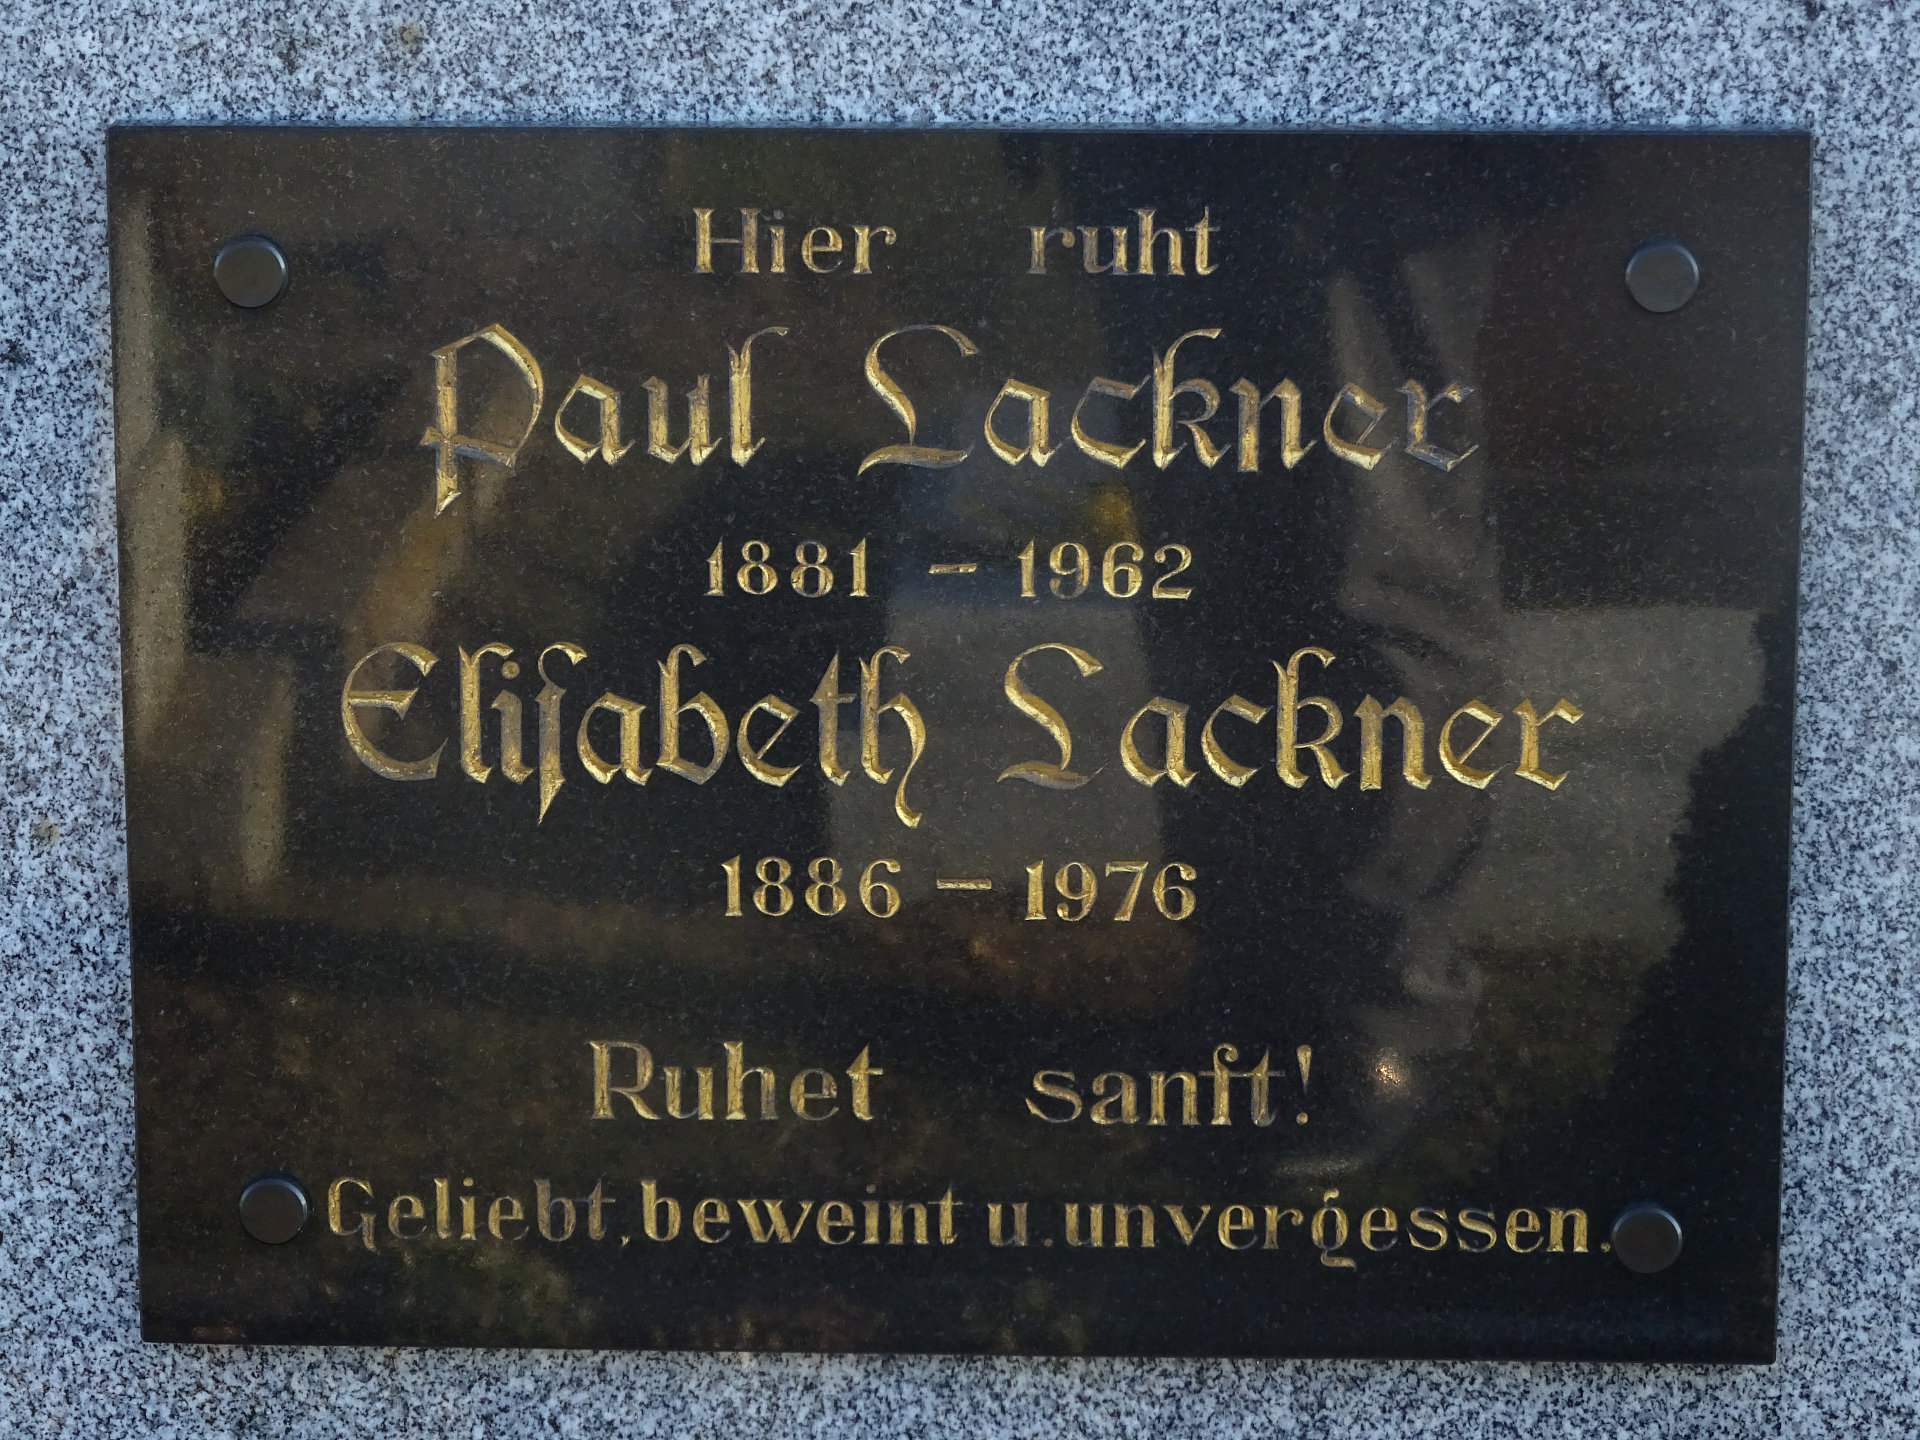 Hier ruht
Paul Lackner
1881 – 1962
Eliſabeth Lackner
1886 – 1976
Ruhet sanft!
Geliebt, beweint u. unvergessen.